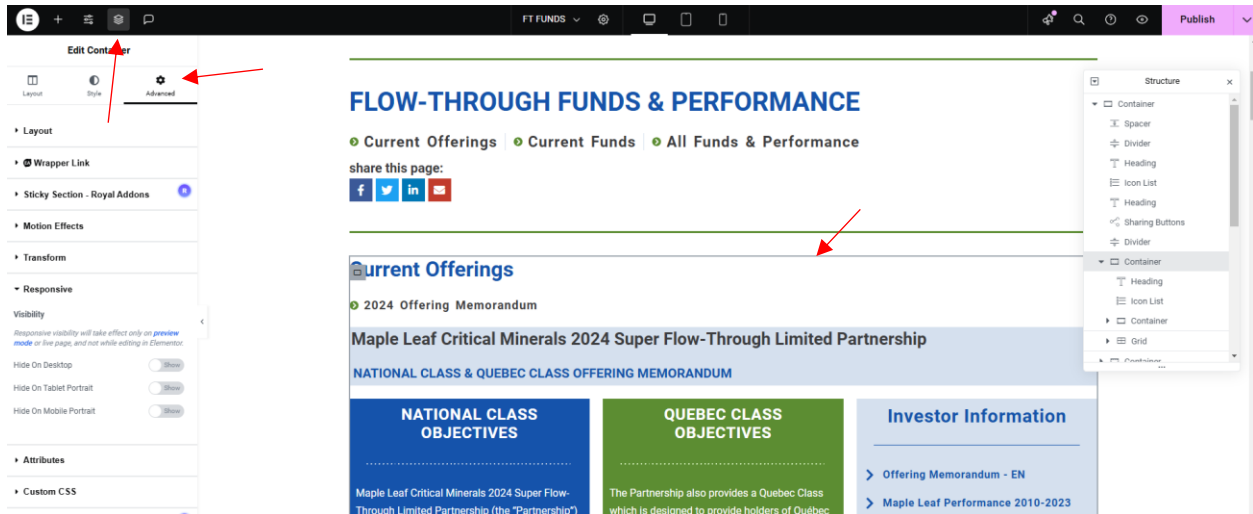 FT FUNDS
Publish
Edit Container
Layout
Style
Advanced
Layout
Wrapper Link
Sticky Section - Royal Addons
R
Motion Effects
Transform
Responsive
Visibility
Responsive visibility will take effect only on preview
mode or live page, and not while editing in Elementor.
Hide On Desktop
Show
Hide On Tablet Portrait
Show
Hide On Mobile Portrait
Show
Attributes
Custom CSS
FLOW-THROUGH FUNDS & PERFORMANCE
Current Offerings
Current Funds
All Funds & Performance
share this page:
Current Offerings
2024 Offering Memorandum
Maple Leaf Critical Minerals 2024 Super Flow-Through Limited Partnership
NATIONAL CLASS & QUEBEC CLASS OFFERING MEMORANDUM
NATIONAL CLASS
OBJECTIVES
Maple Leaf Critical Minerals 2024 Super Flow-
Through Limited Partnership (the "Partnership")
QUEBEC CLASS
OBJECTIVES
The Partnership also provides a Quebec Class
which is designed to provide holders of Québec
Investor Information
Offering Memorandum - EN
Maple Leaf Performance 2010-2023
Structure
Container
Spacer
Divider
Heading
Icon List
Heading
Sharing Buttons
Divider
Container
Heading
Icon List
Container
Grid
Container